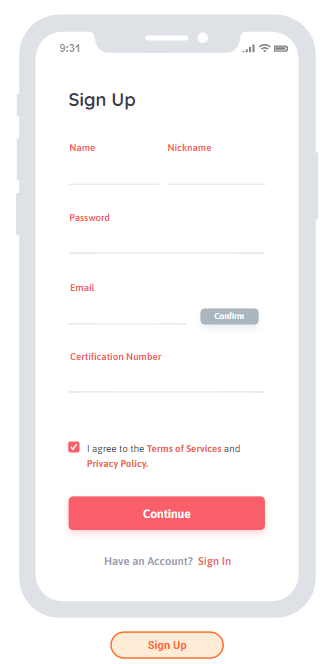 9:31
Sign Up
Name Nickname
Password
Email
Confirm
Certification Number
I agree to the Terms of Services and
Privacy Policy.
Continue
Have an Account? Sign In
Sign Up